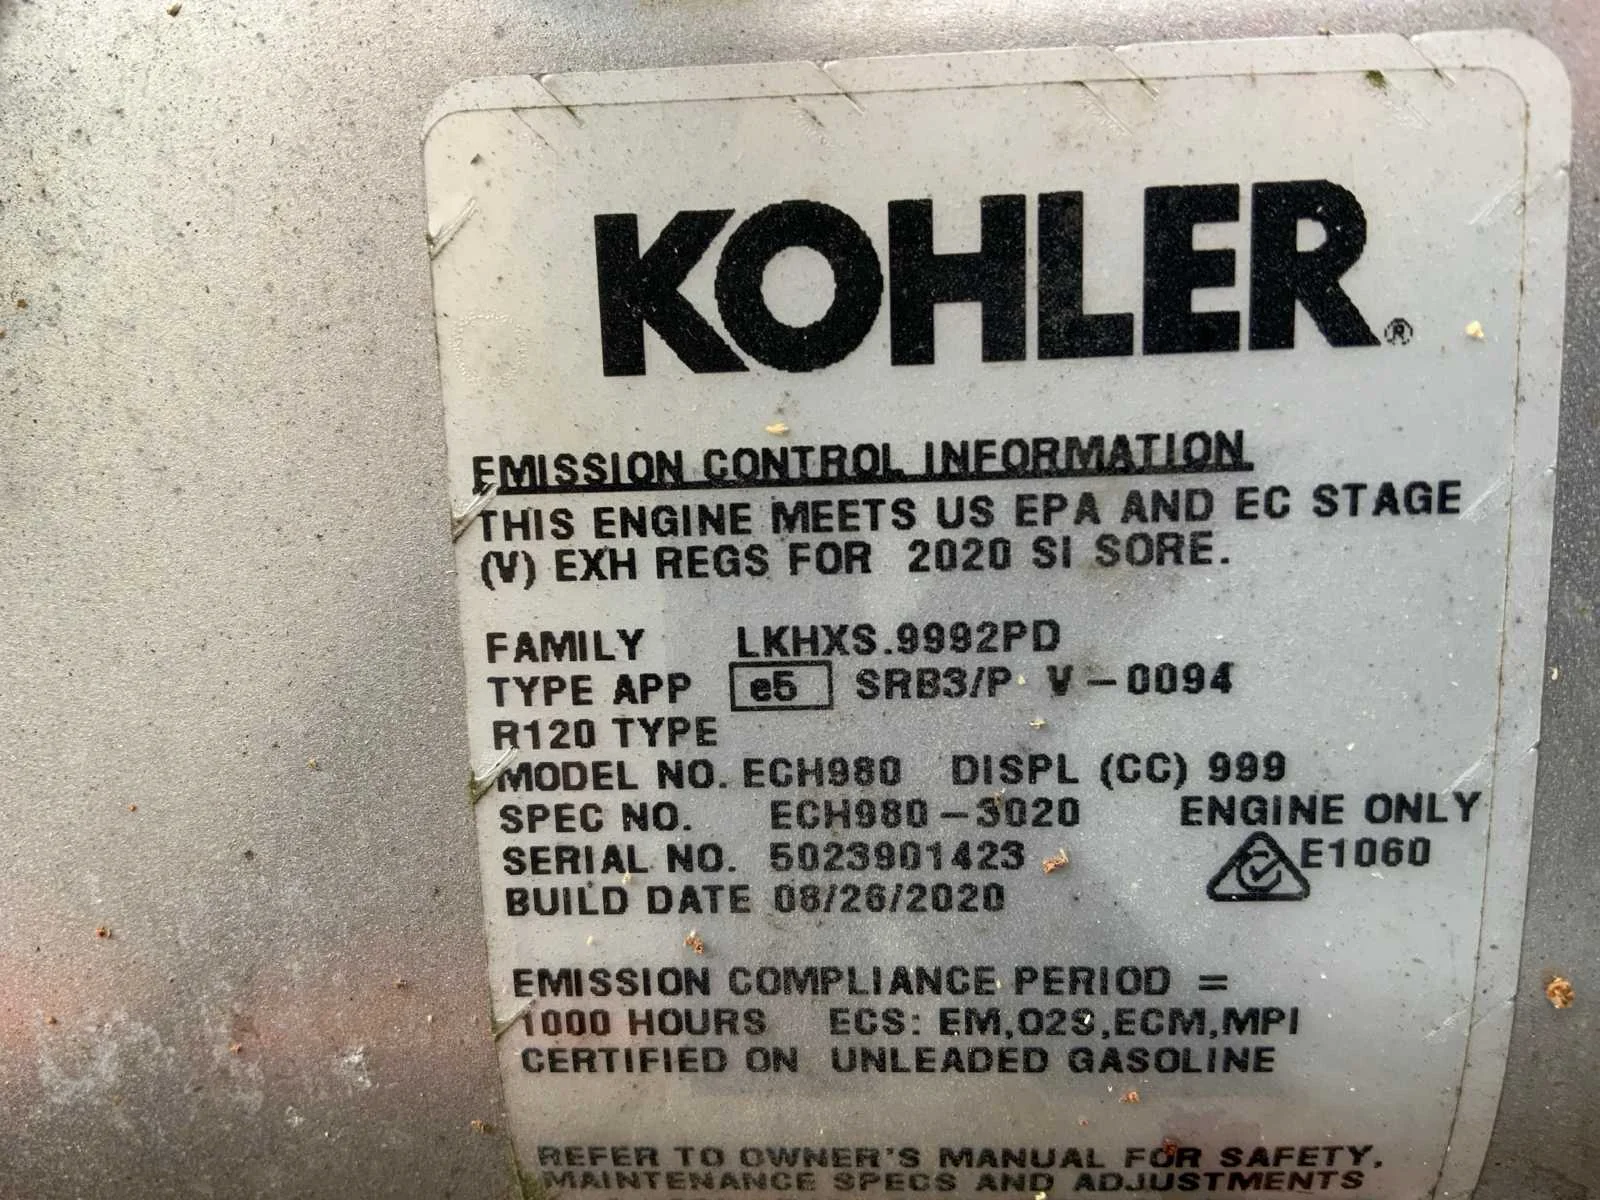 KOHLER®
EMISSION CONTROL INFORMATION
THIS ENGINE MEETS US EPA AND EC STAGE
(V) EXH REGS FOR 2020 SI SORE.
FAMILY LKHXS.9992PD
TYPE APP e5 SRB3/P V-0094
R120 TYPE
MODEL NO. ECH980 DISPL (CC) 999
SPEC NO. ECH980-3020 ENGINE ONLY
SERIAL NO. 5023901423 E1060
BUILD DATE 08/26/2020
EMISSION COMPLIANCE PERIOD =
1000 HOURS ECS: EM,O2S,ECM,MPI
CERTIFIED ON UNLEADED GASOLINE
REFER TO OWNER'S MANUAL FOR SAFETY,
MAINTENANCE SPECS AND ADJUSTMENTS